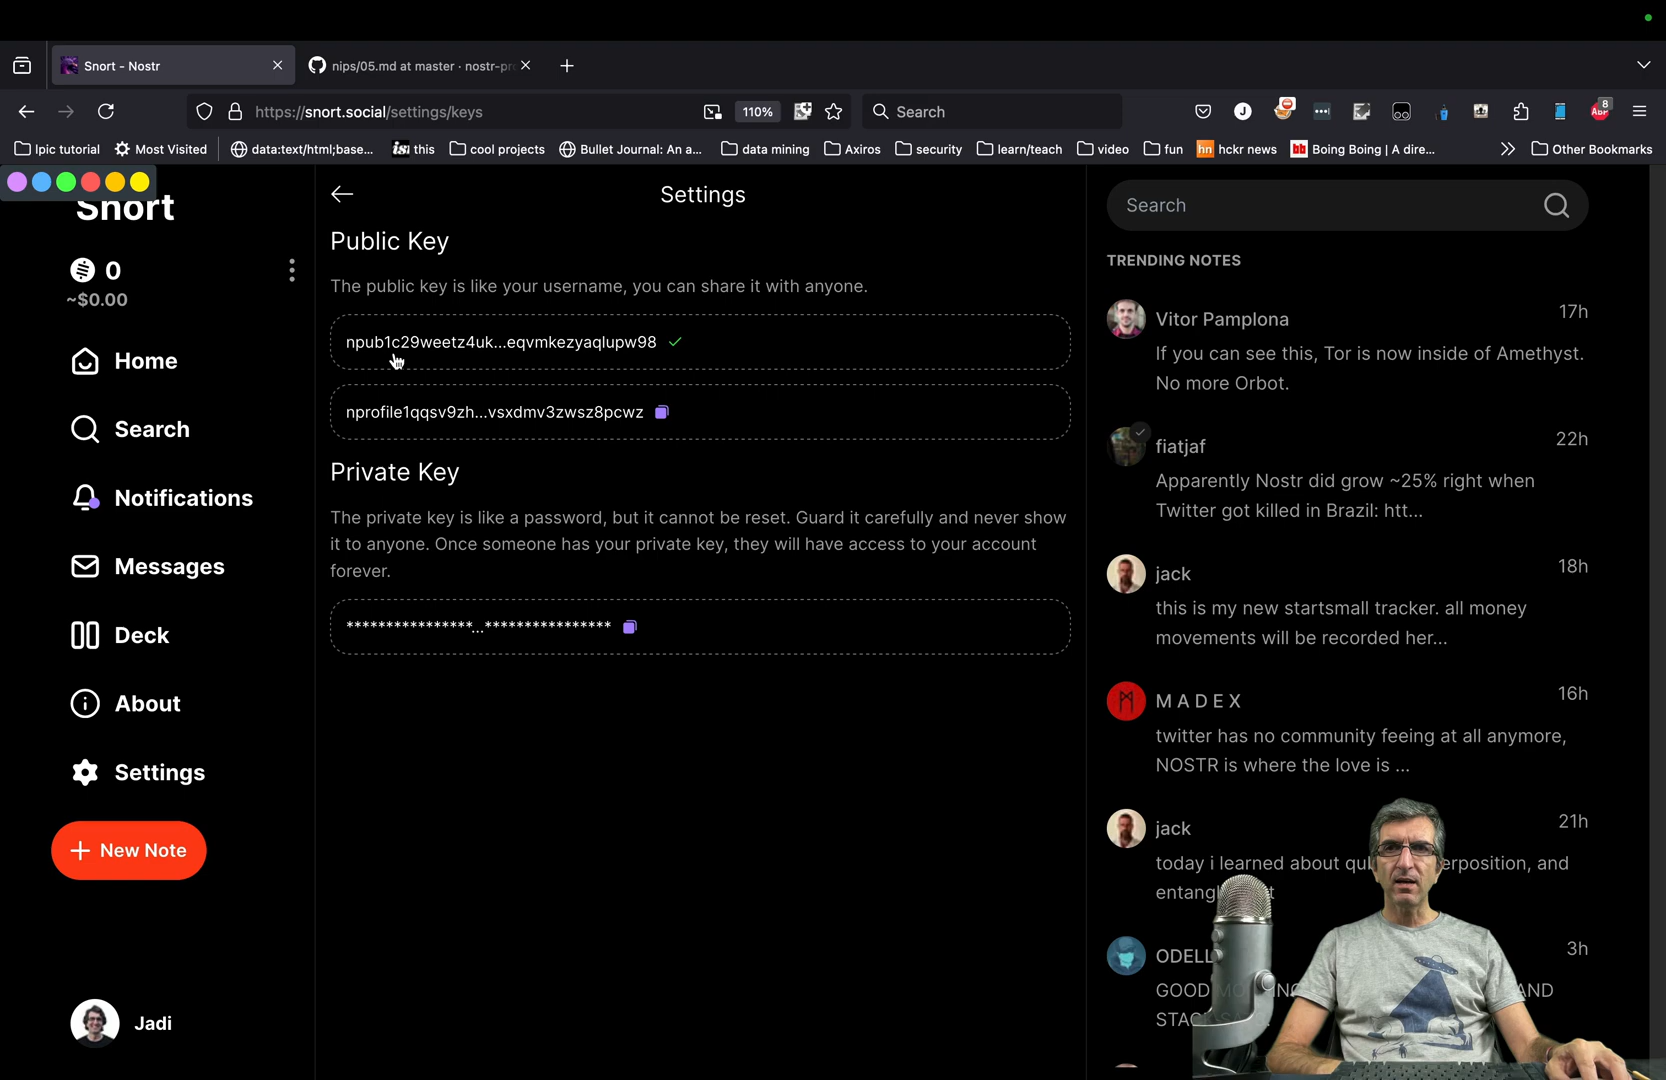 Snort - Nostr
nips/05.md at master · nostr-pro
https://snort.social/settings/keys
110%
Search
8
ABP
lpic tutorial
Most Visited
data:text/html;base...
this
cool projects
Bullet Journal: An a...
data mining
Axiros
security
learn/teach
video
fun
hckr news
Boing Boing | A dire...
Other Bookmarks
Snort
0
~$0.00
Home
Search
Notifications
Messages
Deck
About
Settings
New Note
Jadi
Settings
Public Key
The public key is like your username, you can share it with anyone.
npub1c29weetz4uk...eqvmkezyaqlupw98
nprofile1qqsv9zh...vsxdmv3zwsz8pcwz
Private Key
The private key is like a password, but it cannot be reset. Guard it carefully and never show
it to anyone. Once someone has your private key, they will have access to your account
forever.
****************...****************
Search
TRENDING NOTES
Vitor Pamplona
17h
If you can see this, Tor is now inside of Amethyst.
No more Orbot.
fiatjaf
22h
Apparently Nostr did grow ~25% right when
Twitter got killed in Brazil: htt...
jack
18h
this is my new startsmall tracker. all money
movements will be recorded her...
M A D E X
16h
twitter has no community feeing at all anymore,
NOSTR is where the love is ...
jack
21h
today i learned about
and
ODELL
3h
GOOD
AND